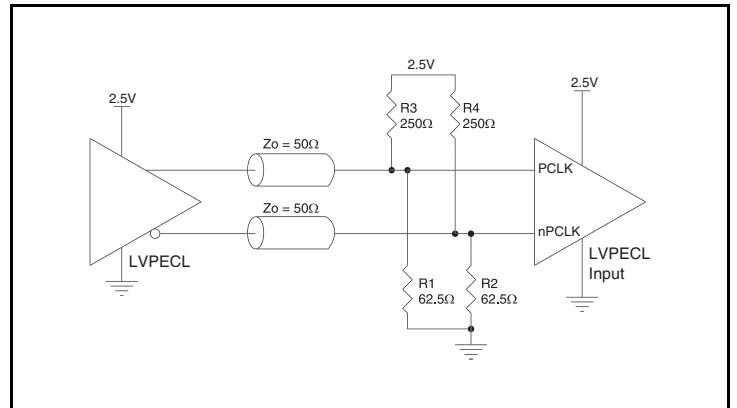 2.5V
2.5V
2.5V
R3
250Ω
R4
250Ω
Zo = 50Ω
PCLK
Zo = 50Ω
nPCLK
LVPECL
LVPECL
Input
R1
62.5Ω
R2
62.5Ω